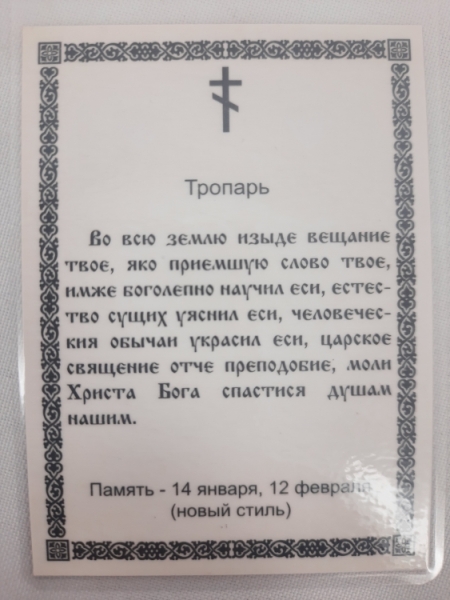 Тропарь
Во всю землю изыде вещание
твое, яко приемшую слово твое,
имже боголепно научил еси, естес-
тво сущих уяснил еси, человечес-
кия обычаи украсил еси, царское
священие отче преподобие, моли
Христа Бога спастися душам
нашим.
Память - 14 января, 12 февраля
(новый стиль)